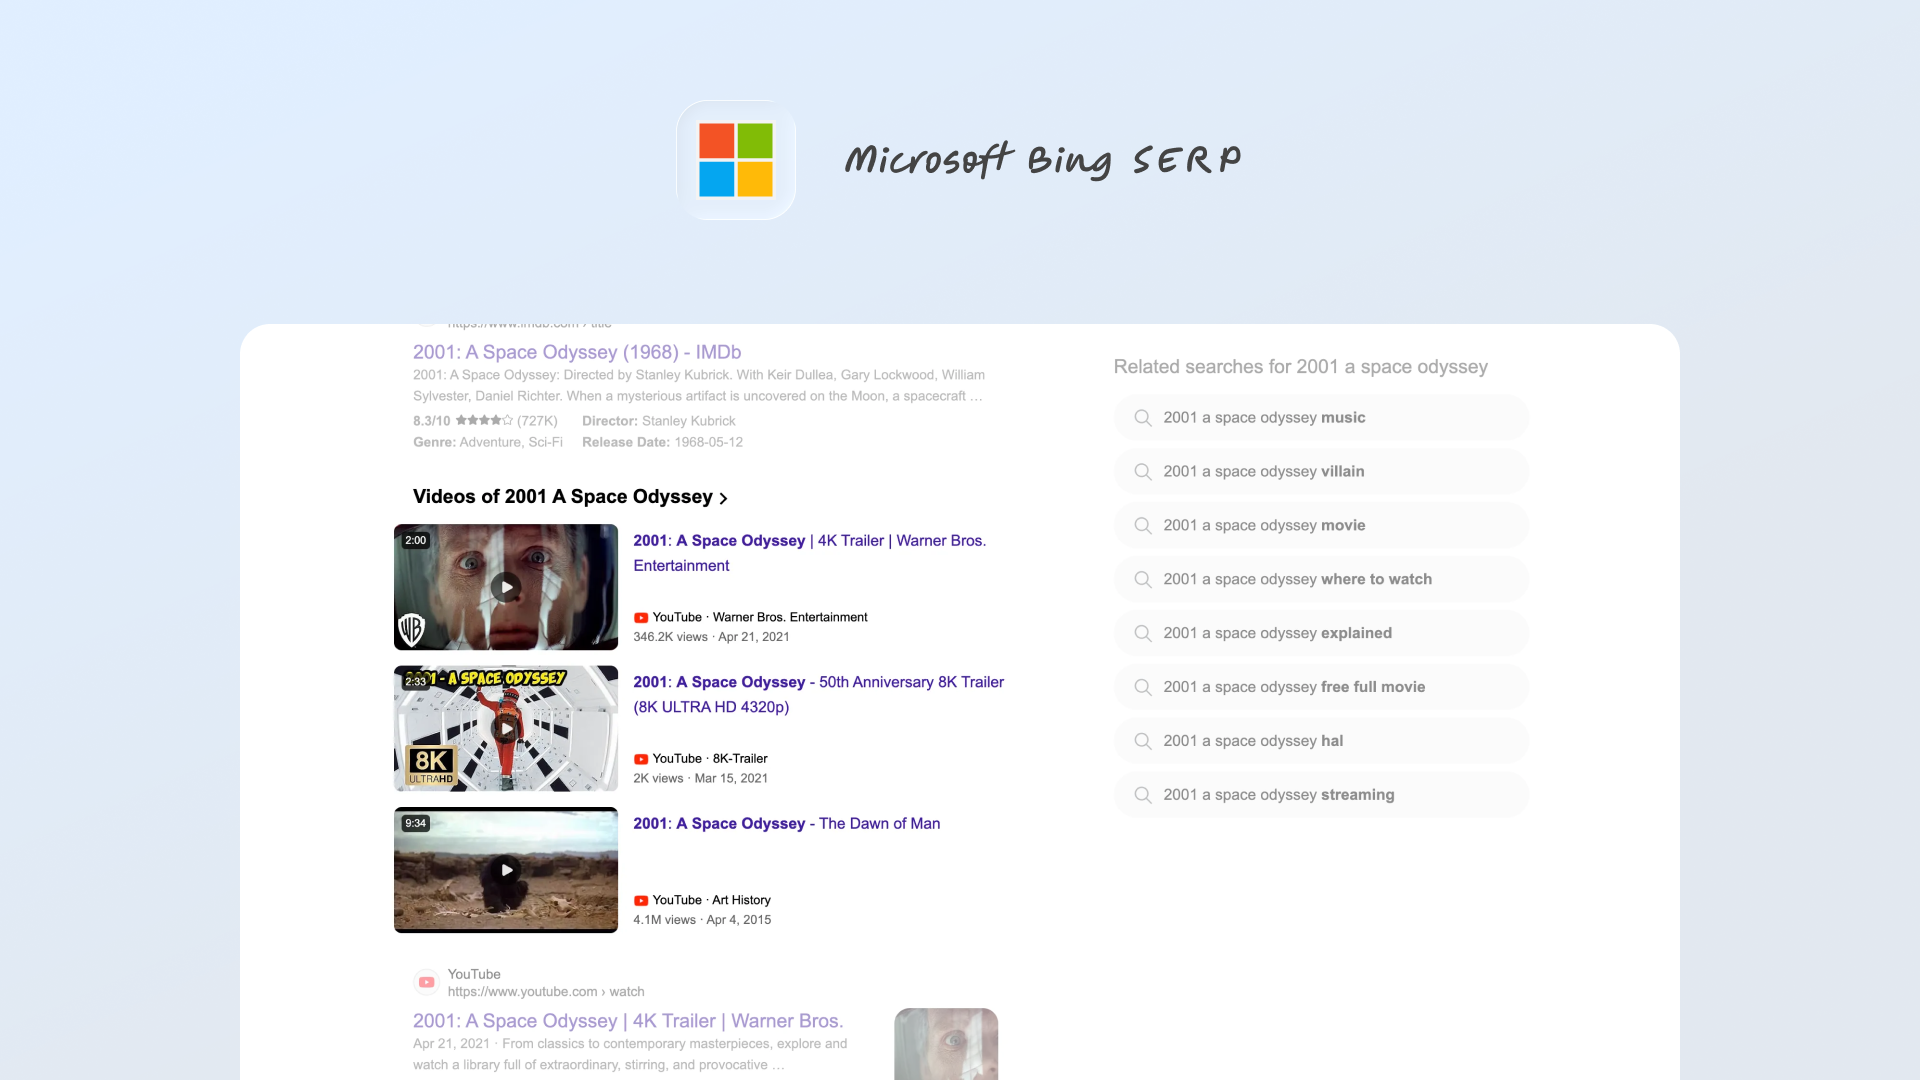 Microsoft Bing SERP
https://www.imdb.com › title
2001: A Space Odyssey (1968) - IMDb
2001: A Space Odyssey: Directed by Stanley Kubrick. With Keir Dullea, Gary Lockwood, William
Sylvester, Daniel Richter. When a mysterious artifact is uncovered on the Moon, a spacecraft …
8.3/10 ★★★★☆ (727K) Director: Stanley Kubrick
Genre: Adventure, Sci-Fi Release Date: 1968-05-12
Videos of 2001 A Space Odyssey
2:00
WB
2001: A Space Odyssey | 4K Trailer | Warner Bros.
Entertainment
YouTube · Warner Bros. Entertainment
346.2K views · Apr 21, 2021
2:33
- A SPACE ODYSSEY
8K
ULTRAHD
2001: A Space Odyssey - 50th Anniversary 8K Trailer
(8K ULTRA HD 4320p)
YouTube · 8K-Trailer
2K views · Mar 15, 2021
9:34
2001: A Space Odyssey - The Dawn of Man
YouTube · Art History
4.1M views · Apr 4, 2015
YouTube
https://www.youtube.com › watch
2001: A Space Odyssey | 4K Trailer | Warner Bros.
Apr 21, 2021 · From classics to contemporary masterpieces, explore and
watch a library full of extraordinary, stirring, and provocative …
Related searches for 2001 a space odyssey
2001 a space odyssey music
2001 a space odyssey villain
2001 a space odyssey movie
2001 a space odyssey where to watch
2001 a space odyssey explained
2001 a space odyssey free full movie
2001 a space odyssey hal
2001 a space odyssey streaming